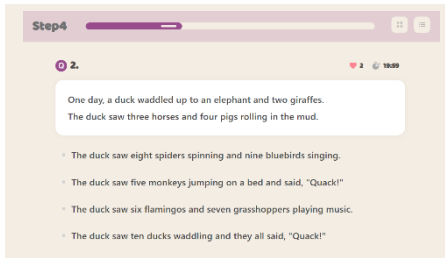 Step4
Q 2.
2 19:59
One day, a duck waddled up to an elephant and two giraffes.
The duck saw three horses and four pigs rolling in the mud.
The duck saw eight spiders spinning and nine bluebirds singing.
The duck saw five monkeys jumping on a bed and said, "Quack!"
The duck saw six flamingos and seven grasshoppers playing music.
The duck saw ten ducks waddling and they all said, "Quack!"